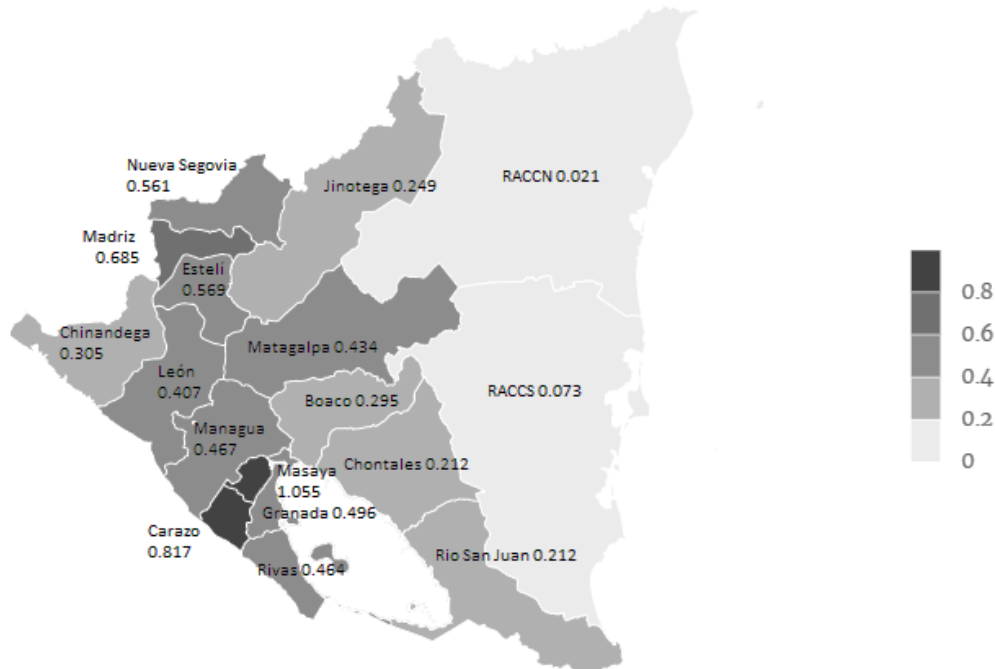 Nueva Segovia
0.561
Jinotega 0.249
RACCN 0.021
Madriz
0.685
Estelí
0.569
Chinandega
0.305
Matagalpa 0.434
León
0.407
Boaco 0.295
RACCS 0.073
Managua
0.467
Masaya
1.055
Chontales 0.212
Granada 0.496
Carazo
0.817
Rivas 0.464
Rio San Juan 0.212
0.8
0.6
0.4
0.2
0